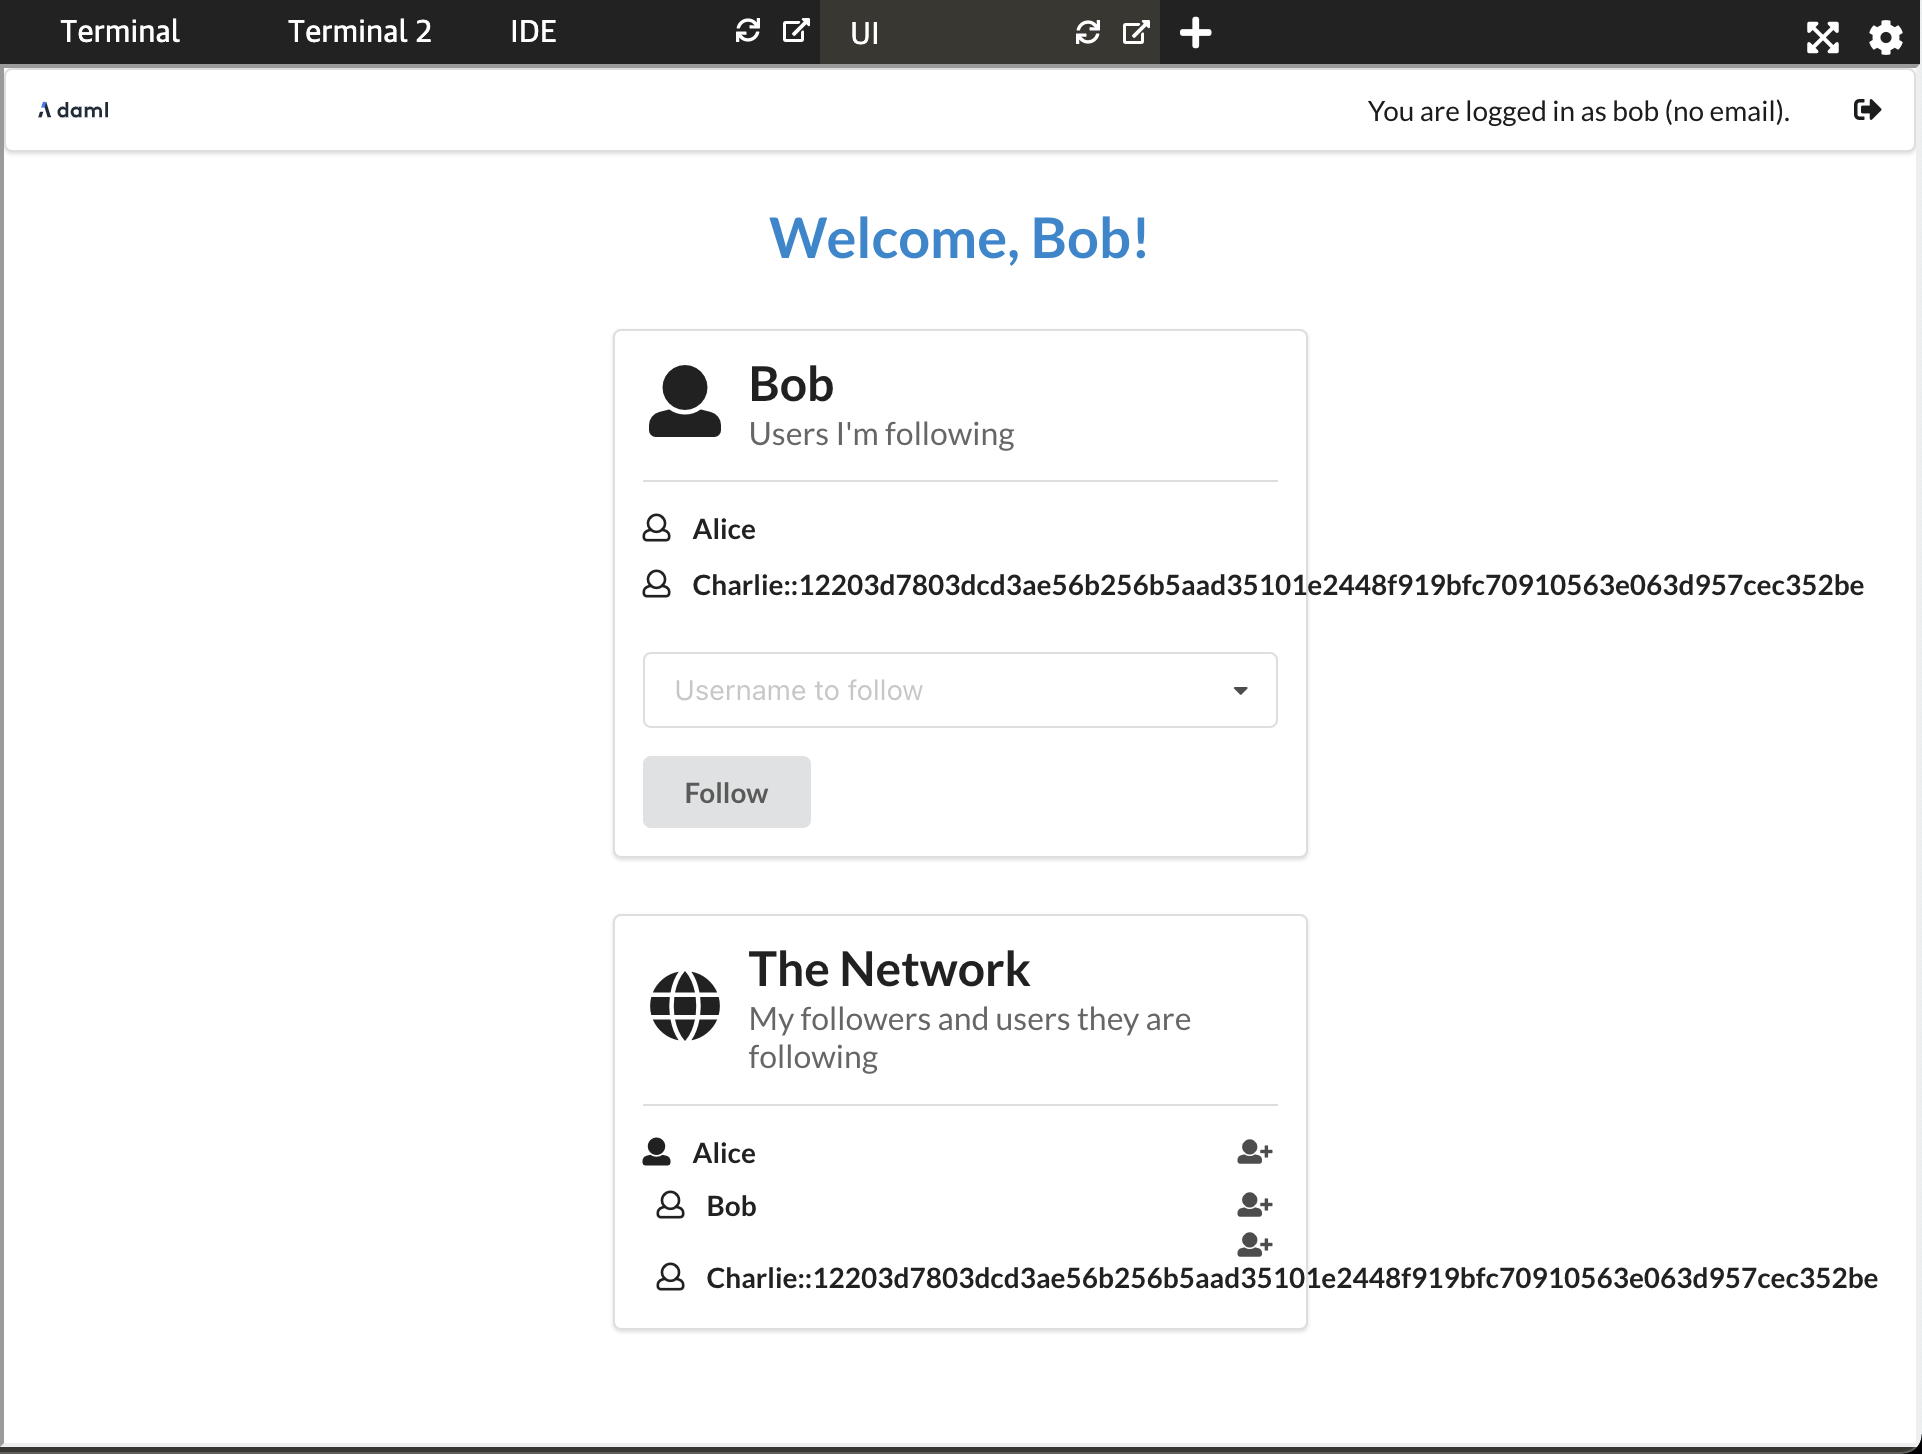 Terminal
Terminal 2
IDE
UI
daml
You are logged in as bob (no email).
Welcome, Bob!
Bob
Users I'm following
Alice
Charlie::12203d7803dcd3ae56b256b5aad35101e2448f919bfc70910563e063d957cec352be
Username to follow
Follow
The Network
My followers and users they are
following
Alice
Bob
Charlie::12203d7803dcd3ae56b256b5aad35101e2448f919bfc70910563e063d957cec352be